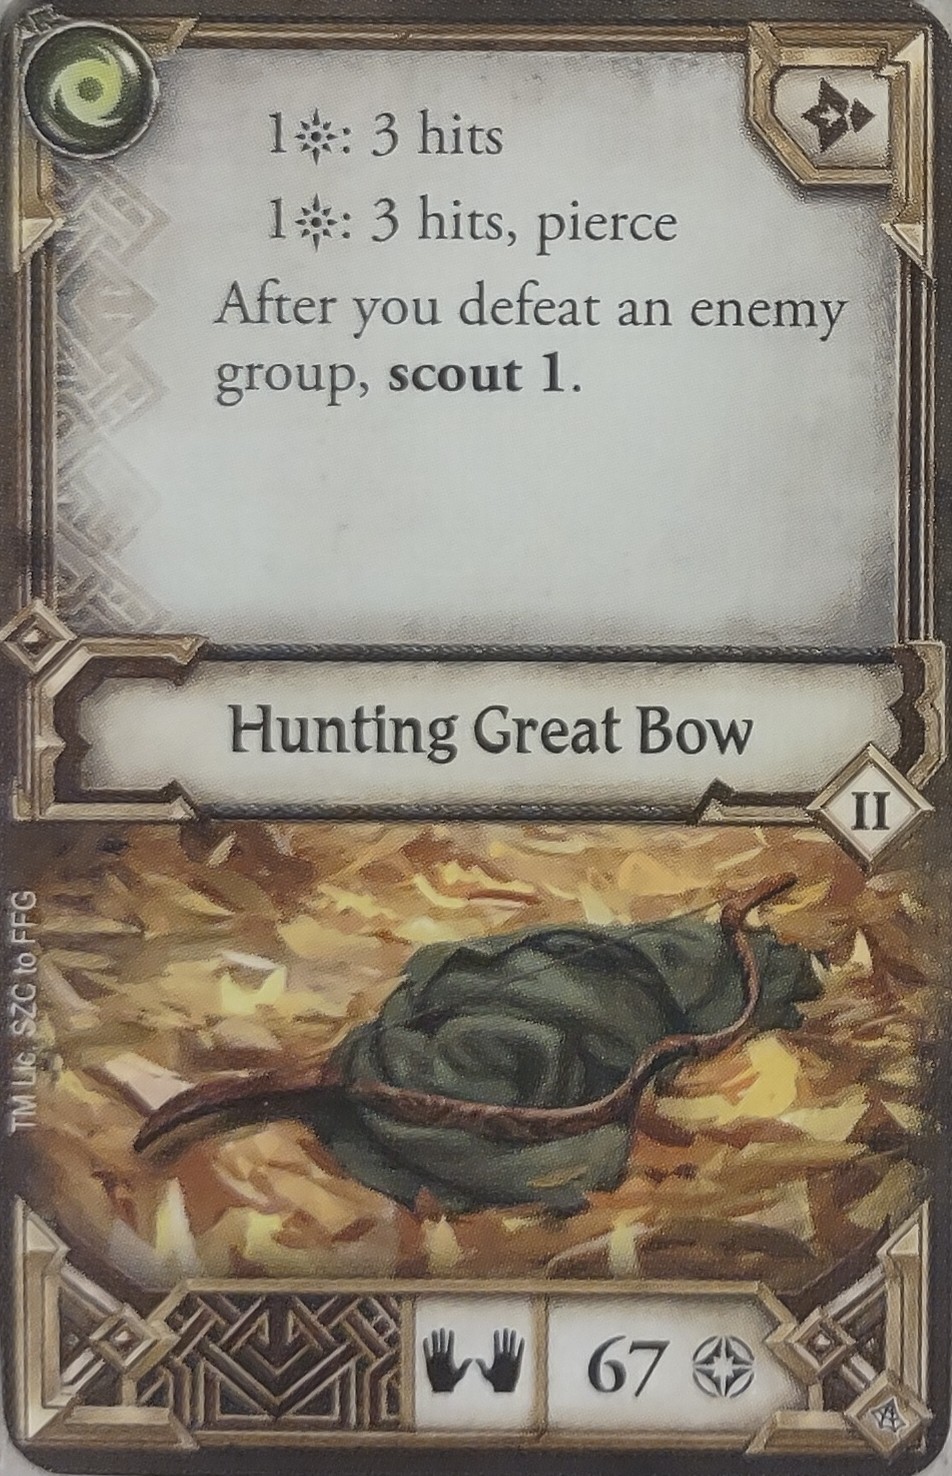 1: 3 hits
1: 3 hits, pierce
After you defeat an enemy
group, scout 1.
Hunting Great Bow
II
TM Lic. SZC to FFG
67